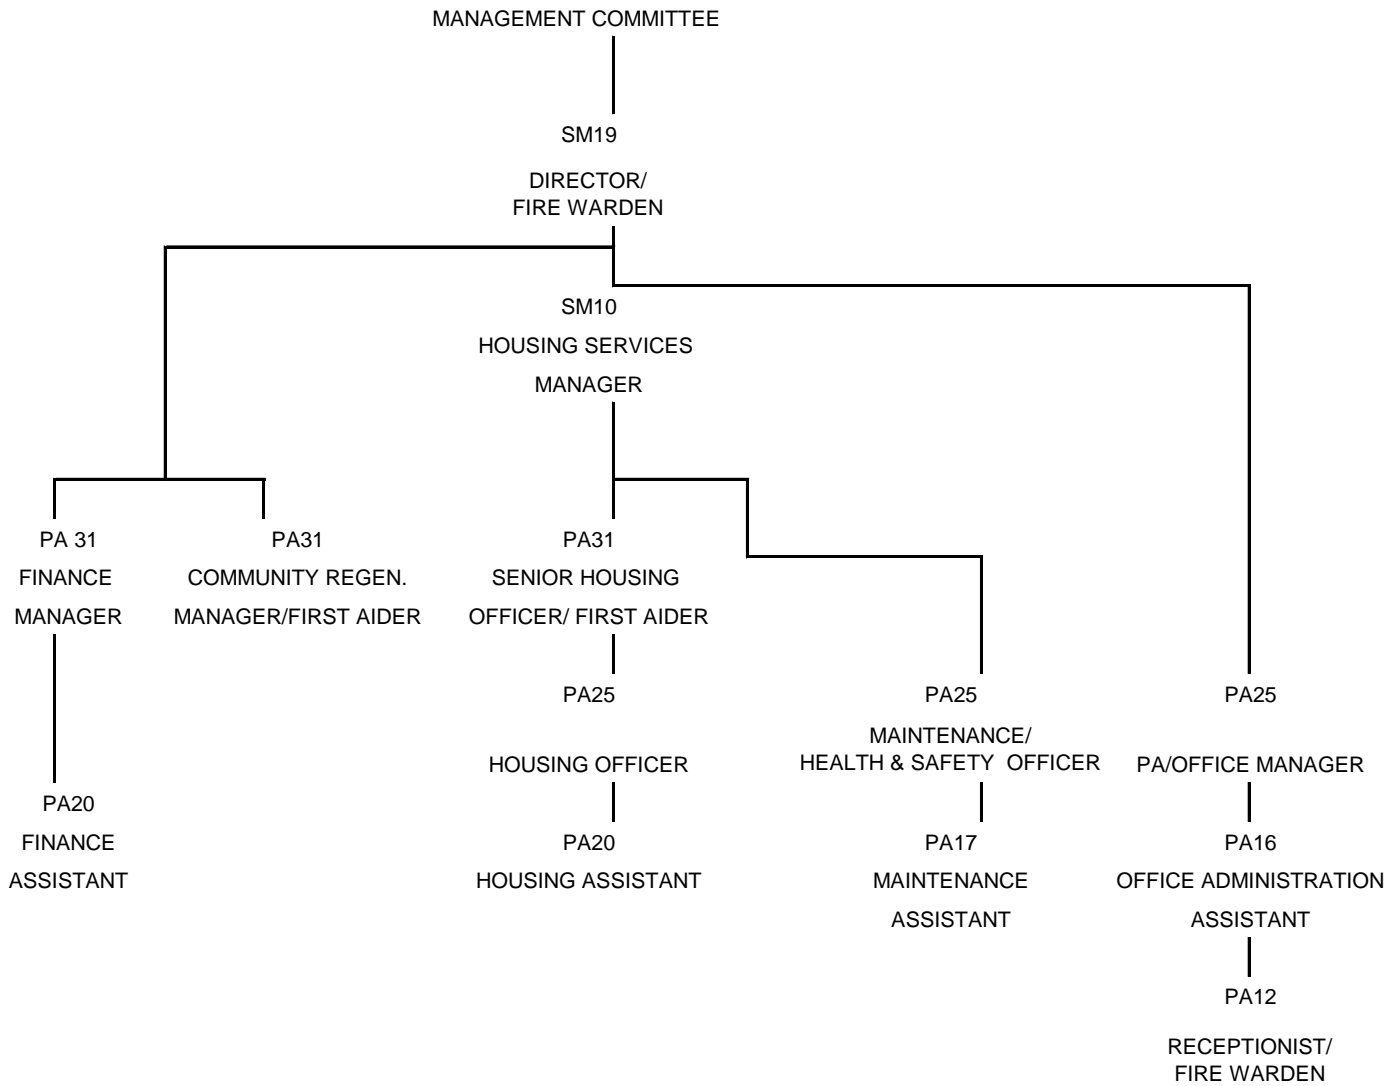 MANAGEMENT COMMITTEE
SM19
DIRECTOR/
FIRE WARDEN
SM10
HOUSING SERVICES
MANAGER
PA 31
FINANCE
MANAGER
PA31
COMMUNITY REGEN.
MANAGER/FIRST AIDER
PA31
SENIOR HOUSING
OFFICER/ FIRST AIDER
PA25
HOUSING OFFICER
PA25
MAINTENANCE/
HEALTH & SAFETY  OFFICER
PA25
PA/OFFICE MANAGER
PA20
FINANCE
ASSISTANT
PA20
HOUSING ASSISTANT
PA17
MAINTENANCE
ASSISTANT
PA16
OFFICE ADMINISTRATION
ASSISTANT
PA12
RECEPTIONIST/
FIRE WARDEN